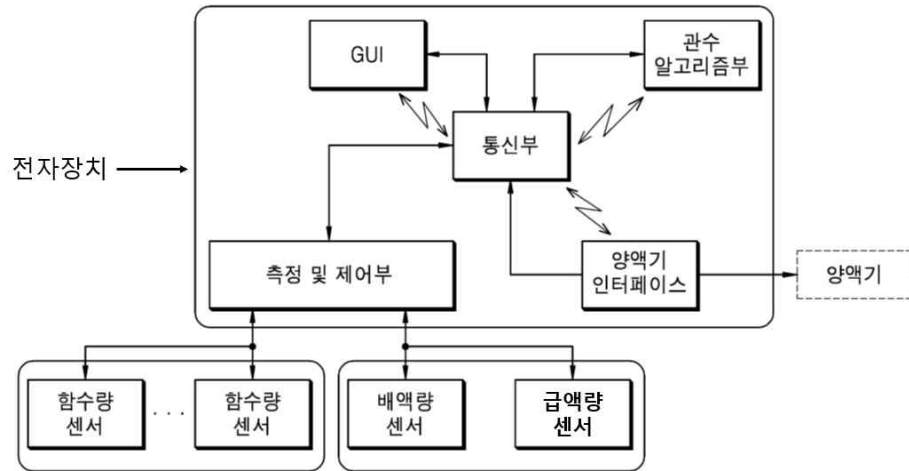 GUI
관수
알고리즘부
통신부
전자장치
측정 및 제어부
양액기
인터페이스
양액기
함수량
센서
· · ·
함수량
센서
배액량
센서
급액량
센서